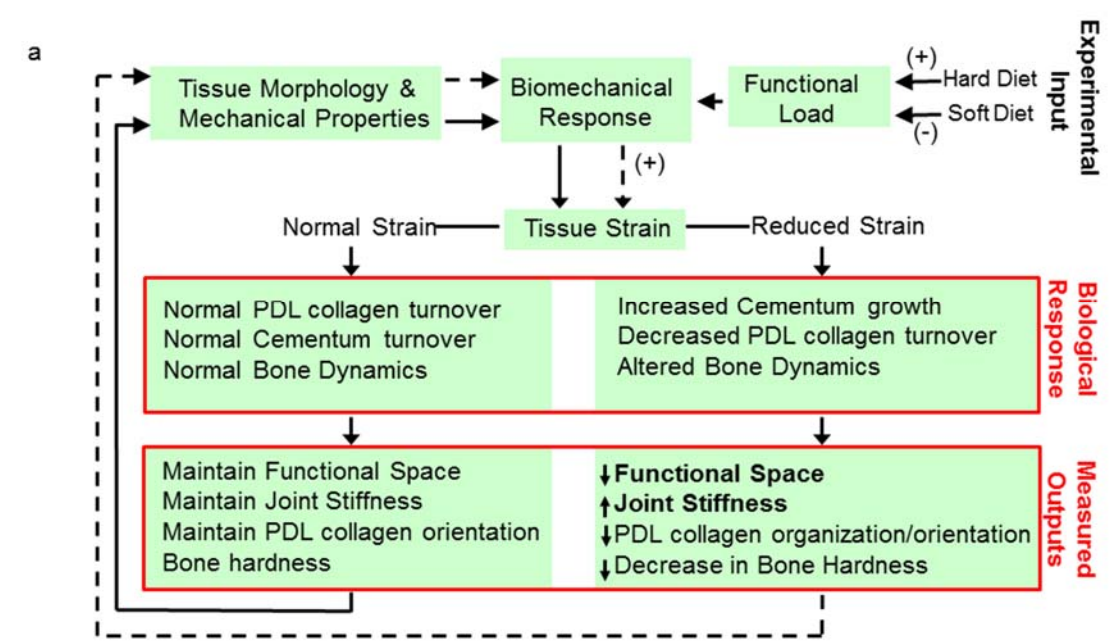 a
Tissue Morphology &
Mechanical Properties
Biomechanical
Response
Functional
Load
(+)
Hard Diet
Soft Diet
(-)
Experimental
Input
(+)
Normal Strain
Tissue Strain
Reduced Strain
Normal PDL collagen turnover
Normal Cementum turnover
Normal Bone Dynamics
Increased Cementum growth
Decreased PDL collagen turnover
Altered Bone Dynamics
Biological
Response
Maintain Functional Space
Maintain Joint Stiffness
Maintain PDL collagen orientation
Bone hardness
↓Functional Space
↑Joint Stiffness
↓PDL collagen organization/orientation
↓Decrease in Bone Hardness
Measured
Outputs